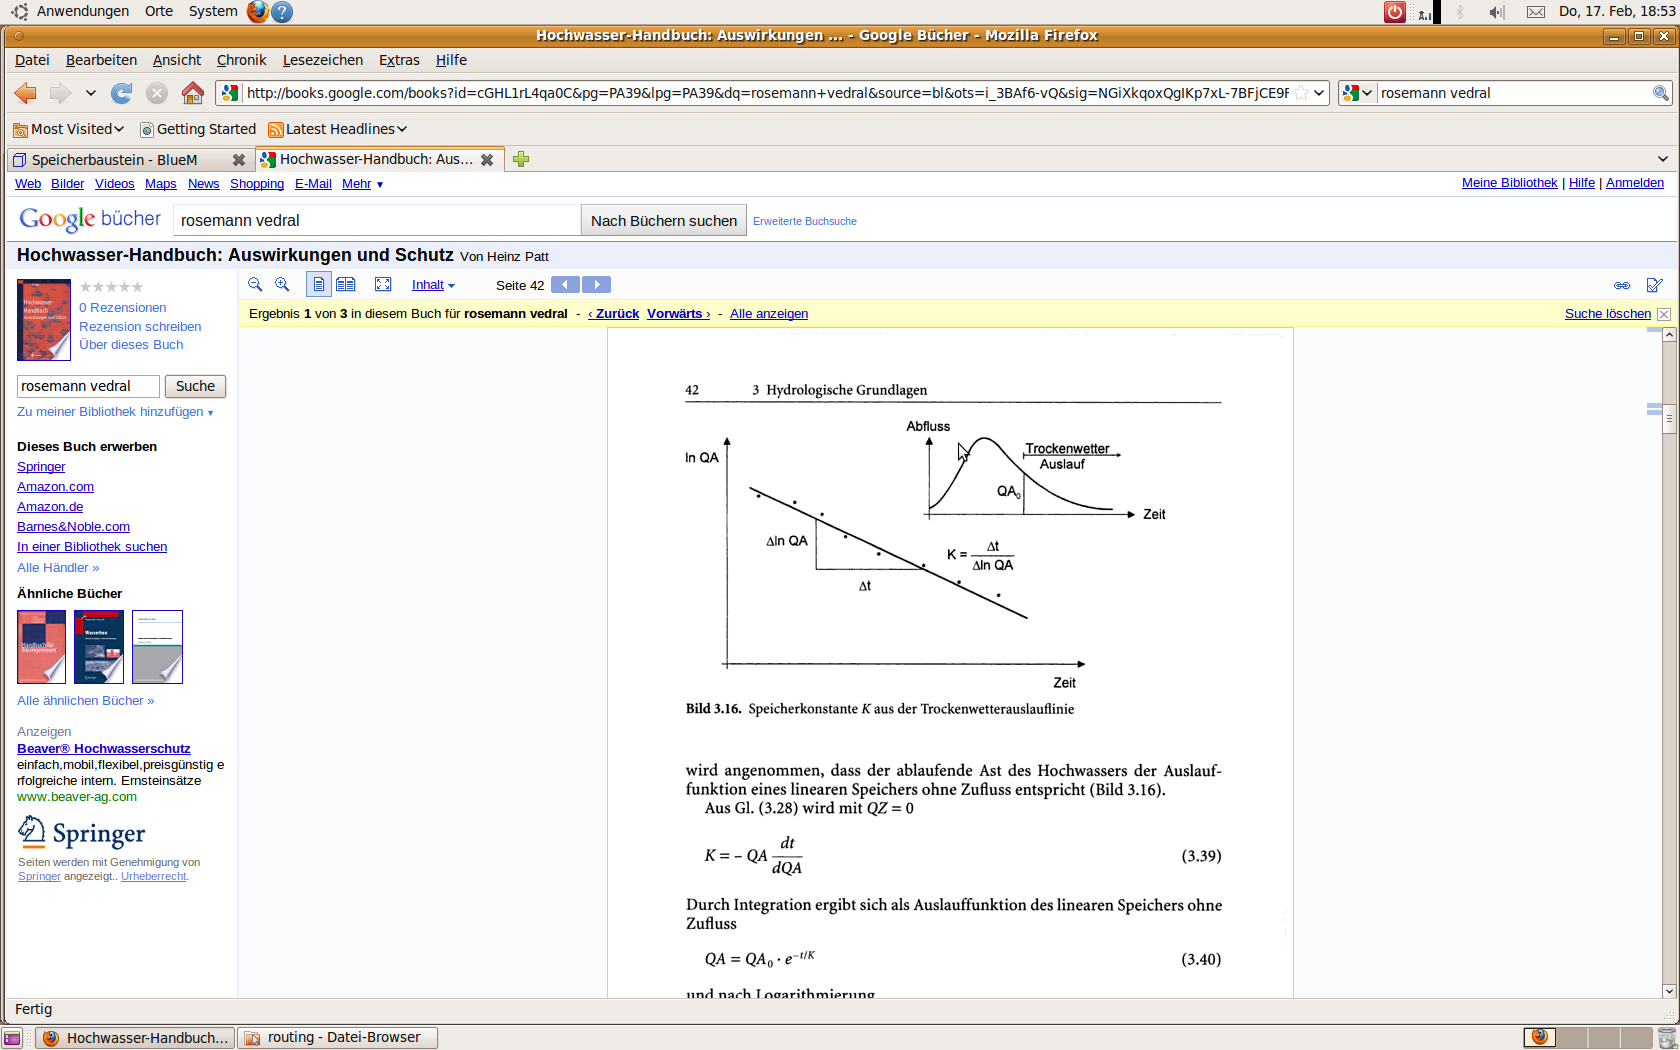 Anwendungen Orte System Do, 17. Feb, 18:53
Hochwasser-Handbuch: Auswirkungen ... - Google Bücher - Mozilla Firefox
Datei Bearbeiten Ansicht Chronik Lesezeichen Extras Hilfe
http://books.google.com/books?id=cGHL1rL4qa0C&pg=PA39&lpg=PA39&dq=rosemann+vedral&source=bl&ots=i_3BAf6-vQ&sig=NGiXkqoxQgIKp7xL-7BFjCE9F rosemann vedral
Most Visited Getting Started Latest Headlines
Speicherbaustein - BlueM Hochwasser-Handbuch: Aus...
Web Bilder Videos Maps News Shopping E-Mail Mehr ▼ Meine Bibliothek | Hilfe | Anmelden
Google bücher rosemann vedral Nach Büchern suchen Erweiterte Buchsuche
Hochwasser-Handbuch: Auswirkungen und Schutz Von Heinz Patt
Inhalt Seite 42
Ergebnis 1 von 3 in diesem Buch für rosemann vedral - ‹ Zurück Vorwärts › - Alle anzeigen Suche löschen
0 Rezensionen
Rezension schreiben
Über dieses Buch
rosemann vedral Suche
Zu meiner Bibliothek hinzufügen ▼
Dieses Buch erwerben
Springer
Amazon.com
Amazon.de
Barnes&Noble.com
In einer Bibliothek suchen
Alle Händler »
Ähnliche Bücher
Alle ähnlichen Bücher »
Anzeigen
Beaver® Hochwasserschutz
einfach,mobil,flexibel,preisgünstig e
rfolgreiche intern. Ernsteinsätze
www.beaver-ag.com
Springer
Seiten werden mit Genehmigung von
Springer angezeigt.. Urheberrecht.
42 3 Hydrologische Grundlagen
Abfluss
ln QA
Trockenwetter
Auslauf
QA₀
Zeit
Δln QA
K = Δt / Δln QA
Δt
Zeit
Bild 3.16. Speicherkonstante K aus der Trockenwetterauslauflinie
wird angenommen, dass der ablaufende Ast des Hochwassers der Auslauf-
funktion eines linearen Speichers ohne Zufluss entspricht (Bild 3.16).
Aus Gl. (3.28) wird mit QZ = 0
K = – QA dt / dQA (3.39)
Durch Integration ergibt sich als Auslauffunktion des linearen Speichers ohne
Zufluss
QA = QA₀ · e^{–t/K} (3.40)
und nach Logarithmierung
Fertig
Hochwasser-Handbuch... routing - Datei-Browser